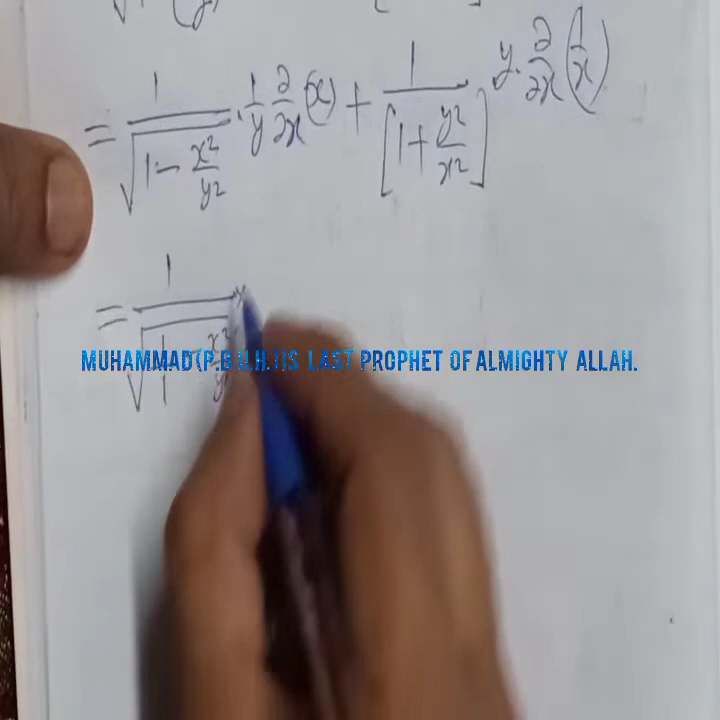 = 1/√(1 - x²/y²) · 1/y ∂/∂x (x) + 1/[1 + y²/x²] y · ∂/∂x (1/x)
= 1/√(1/1 - x²/y
MUHAMMAD (P.B.U.H.) IS LAST PROPHET OF ALMIGHTY ALLAH.